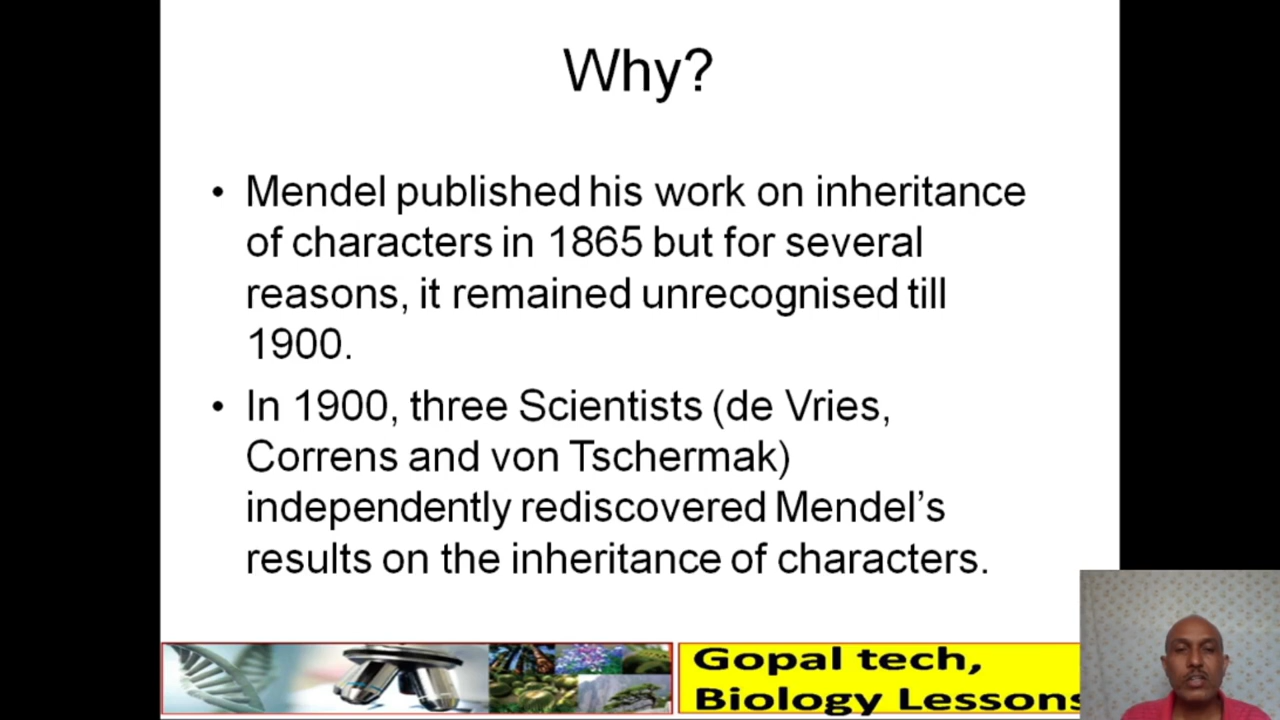 Why?
• Mendel published his work on inheritance
of characters in 1865 but for several
reasons, it remained unrecognised till
1900.
• In 1900, three Scientists (de Vries,
Correns and von Tschermak)
independently rediscovered Mendel’s
results on the inheritance of characters.
Gopal tech,
Biology Lessons